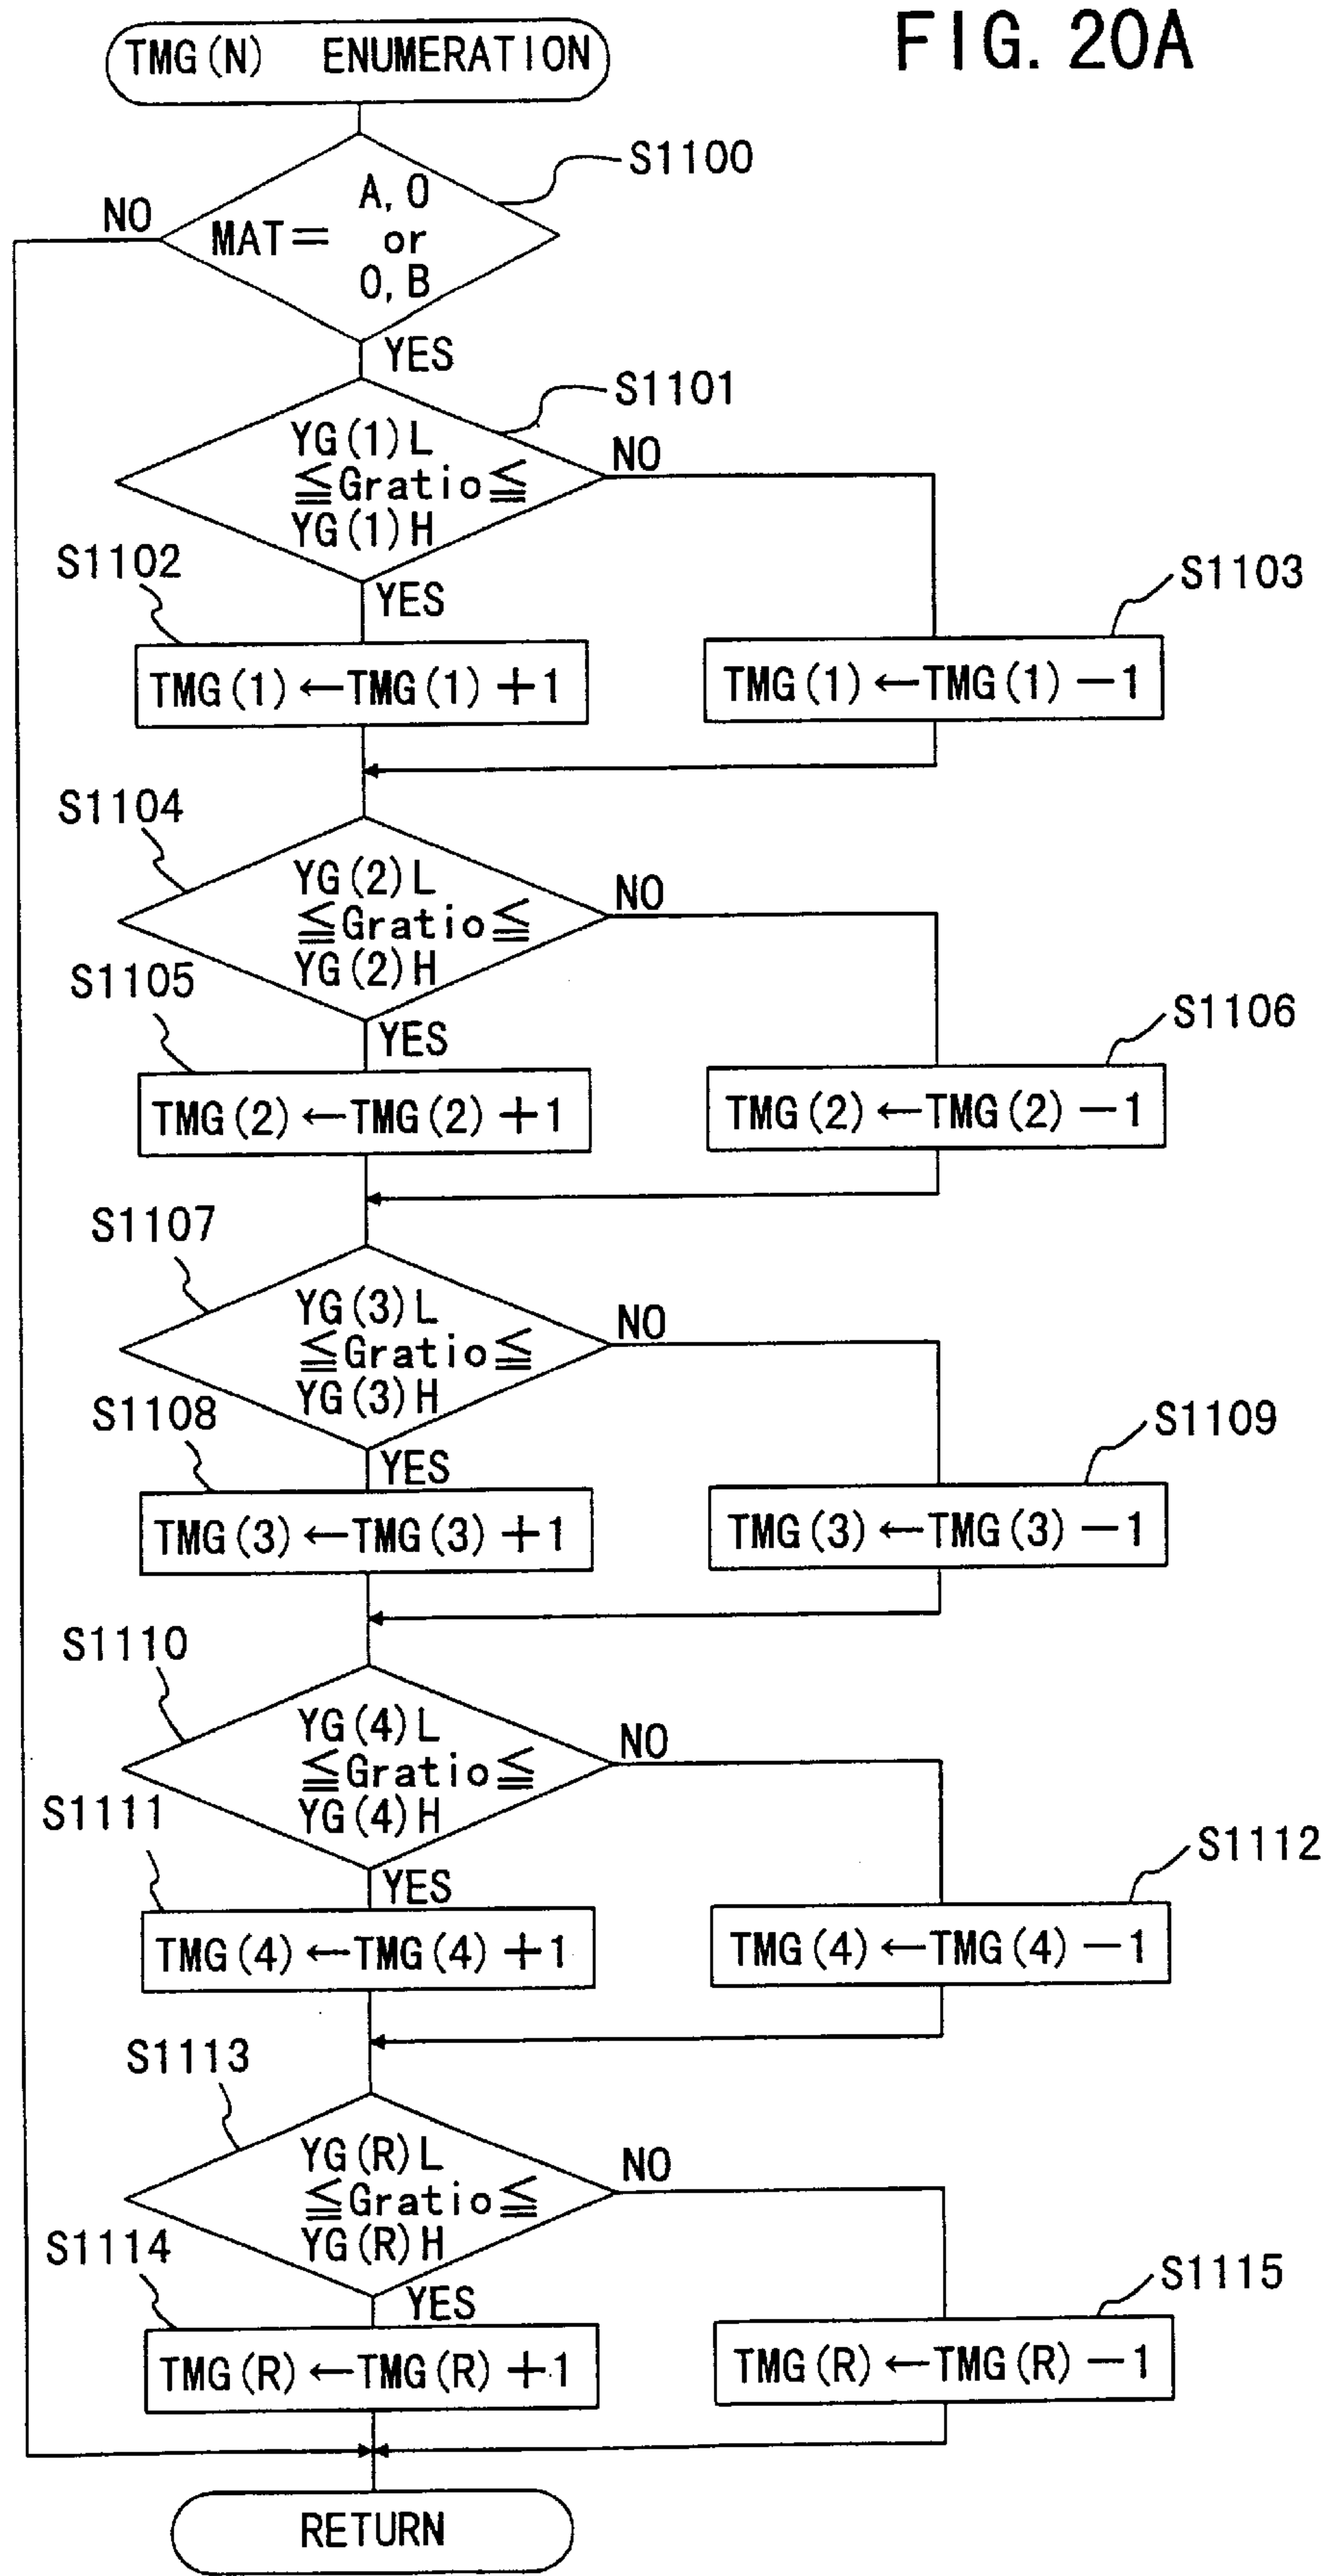 FIG. 20A
TMG(N) ENUMERATION
S1100
NO
A, 0
MAT= or
0, B
YES
S1101
YG(1)L
≦Gratio≦
YG(1)H
NO
S1102
YES
S1103
TMG(1)←TMG(1)+1
TMG(1)←TMG(1)−1
S1104
YG(2)L
≦Gratio≦
YG(2)H
NO
S1105
YES
S1106
TMG(2)←TMG(2)+1
TMG(2)←TMG(2)−1
S1107
YG(3)L
≦Gratio≦
YG(3)H
NO
S1108
YES
S1109
TMG(3)←TMG(3)+1
TMG(3)←TMG(3)−1
S1110
YG(4)L
≦Gratio≦
YG(4)H
NO
S1111
YES
S1112
TMG(4)←TMG(4)+1
TMG(4)←TMG(4)−1
S1113
YG(R)L
≦Gratio≦
YG(R)H
NO
S1114
YES
S1115
TMG(R)←TMG(R)+1
TMG(R)←TMG(R)−1
RETURN